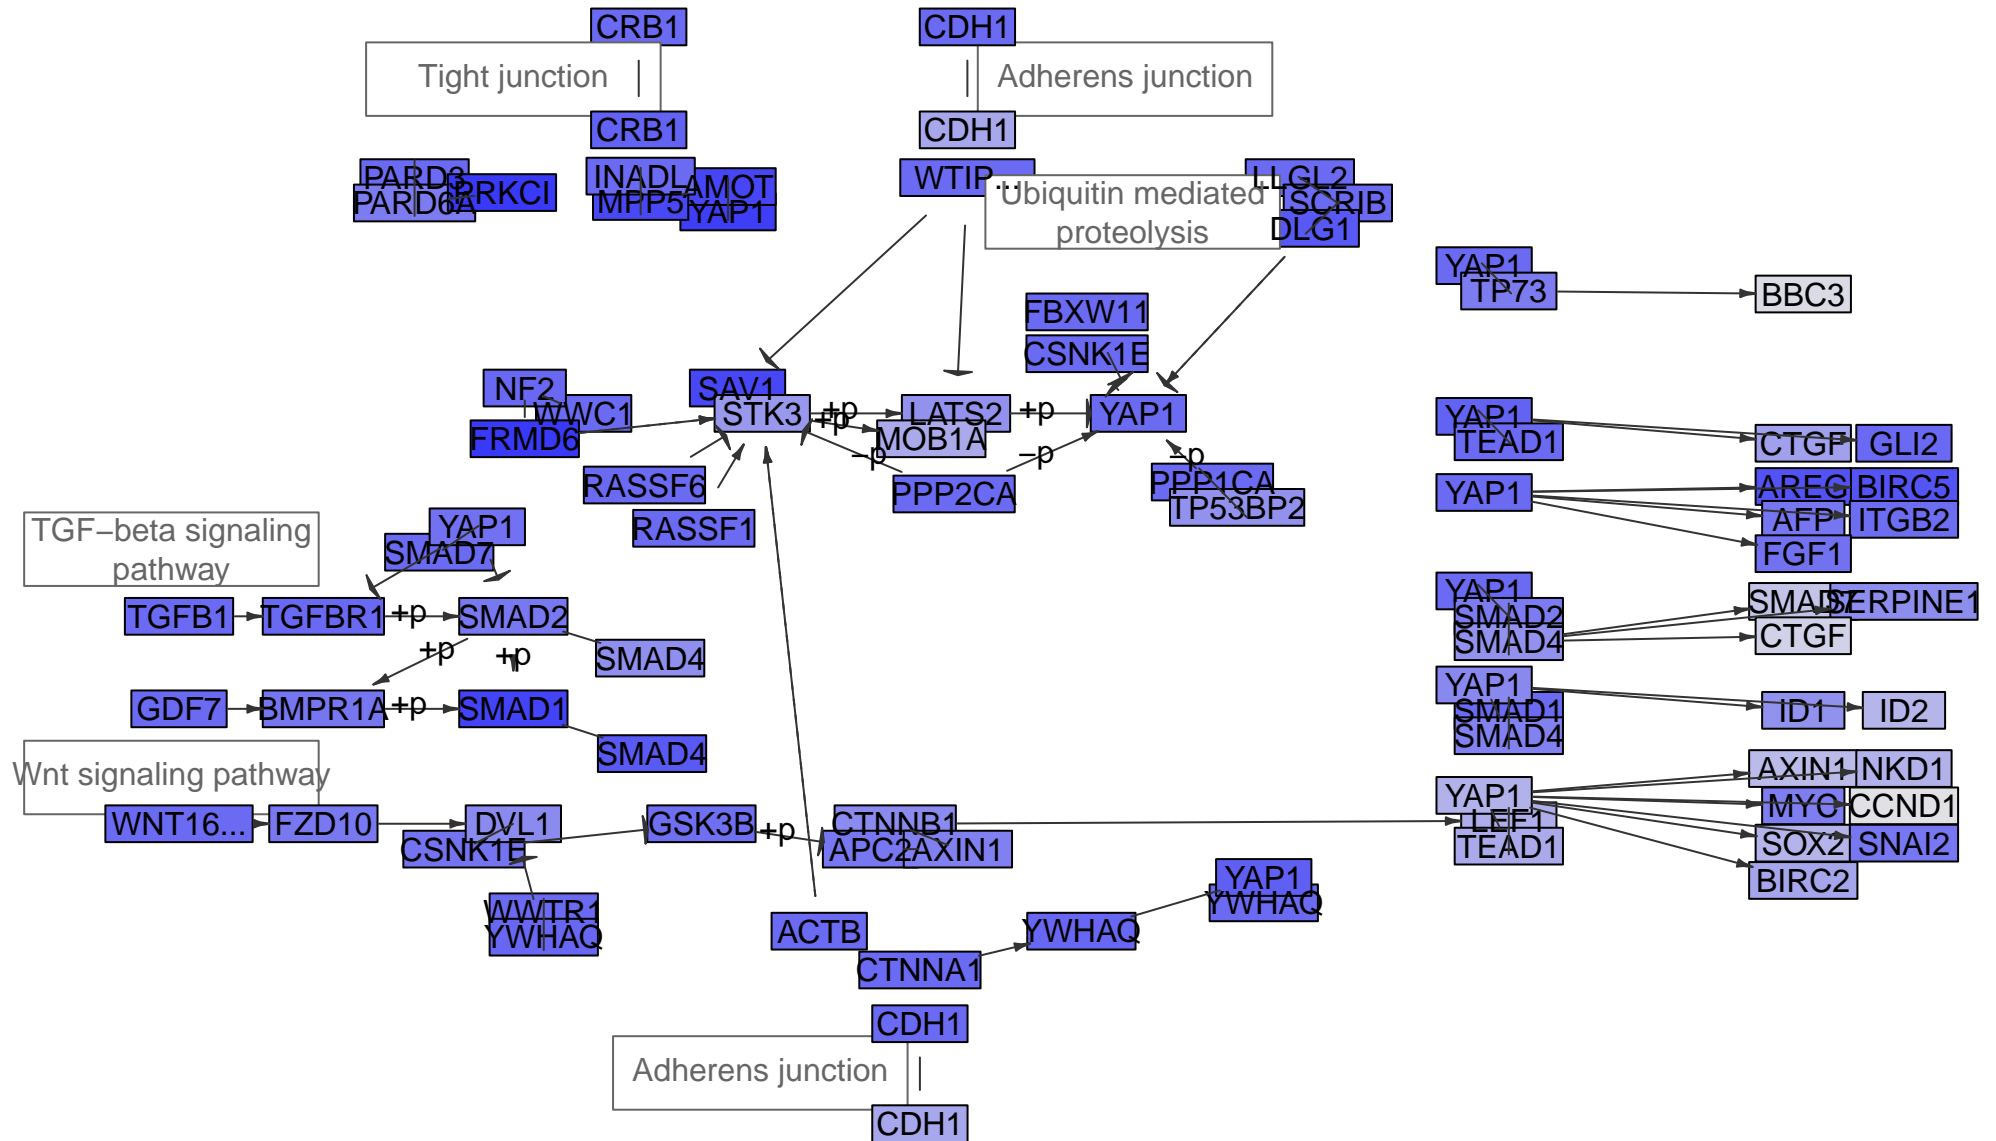 CRB1
CDH1
Tight junction
Adherens junction
CRB1
CDH1
PARD3
PARD6A
PRKCI
INADL
MPP5
AMOT
YAP1
WTIP...
LLGL2
SCRIB
DLG1
Ubiquitin mediated
proteolysis
YAP1
TP73
BBC3
FBXW11
CSNK1E
NF2
WWC1
FRMD6
SAV1
STK3
+p
+p
LATS2
MOB1A
+p
YAP1
YAP1
TEAD1
CTGF
GLI2
−p
−p
−p
RASSF6
RASSF1
PPP2CA
PPP1CA
TP53BP2
YAP1
AREG
BIRC5
AFP
ITGB2
FGF1
TGF−beta signaling
pathway
YAP1
SMAD7
TGFB1
TGFBR1
+p
SMAD2
SMAD4
+p
+p
YAP1
SMAD2
SMAD4
SMAD7
SERPINE1
CTGF
GDF7
BMPR1A
+p
SMAD1
SMAD4
YAP1
SMAD1
SMAD4
ID1
ID2
Wnt signaling pathway
WNT16...
FZD10
DVL1
CSNK1E
GSK3B
+p
CTNNB1
APC2
AXIN1
YAP1
LEF1
TEAD1
AXIN1
NKD1
MYC
CCND1
SOX2
SNAI2
BIRC2
WWTR1
YWHAQ
ACTB
CTNNA1
YWHAQ
YAP1
YWHAQ
CDH1
Adherens junction
CDH1